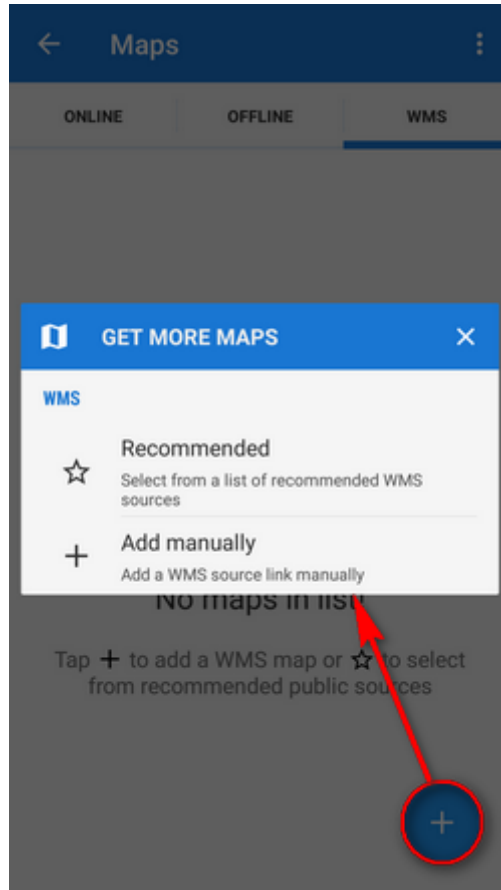 Maps
ONLINE
OFFLINE
WMS
GET MORE MAPS
WMS
Recommended
Select from a list of recommended WMS
sources
Add manually
Add a WMS source link manually
No maps in list!
Tap + to add a WMS map or ☆ to select
from recommended public sources